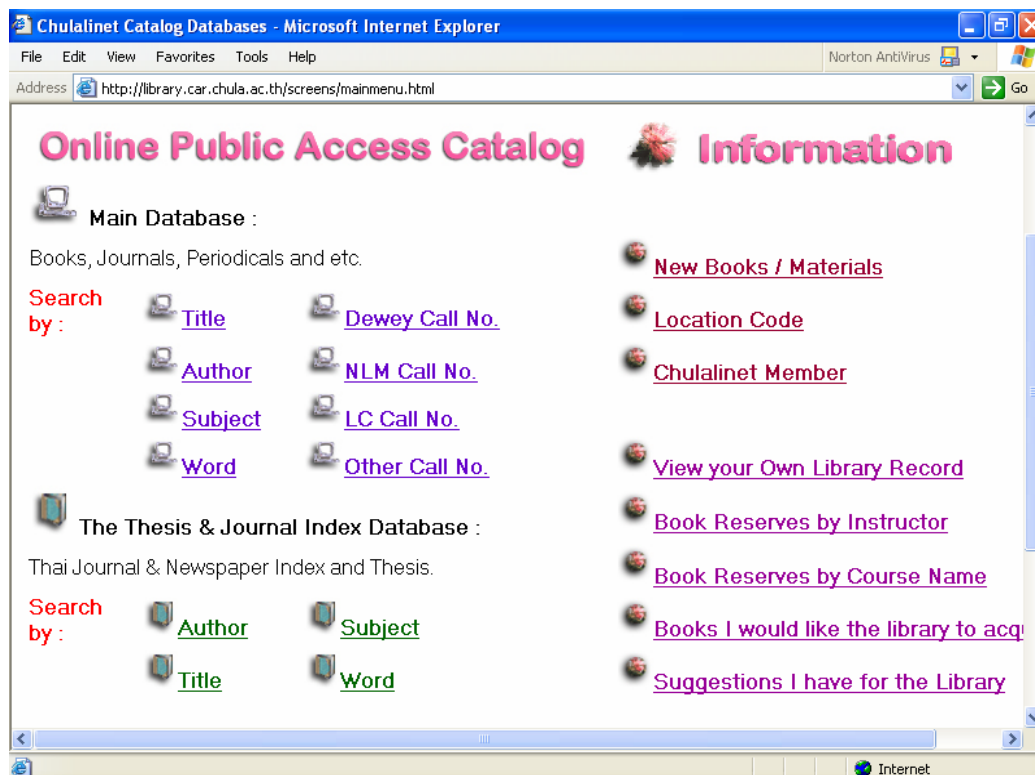 Chulalinet Catalog Databases - Microsoft Internet Explorer
File Edit View Favorites Tools Help
Norton AntiVirus
Address http://library.car.chula.ac.th/screens/mainmenu.html Go
Online Public Access Catalog
Main Database :
Books, Journals, Periodicals and etc.
Search by :
Title Dewey Call No.
Author NLM Call No.
Subject LC Call No.
Word Other Call No.
The Thesis & Journal Index Database :
Thai Journal & Newspaper Index and Thesis.
Search by :
Author Subject
Title Word
Information
New Books / Materials
Location Code
Chulalinet Member
View your Own Library Record
Book Reserves by Instructor
Book Reserves by Course Name
Books I would like the library to acq
Suggestions I have for the Library
Internet